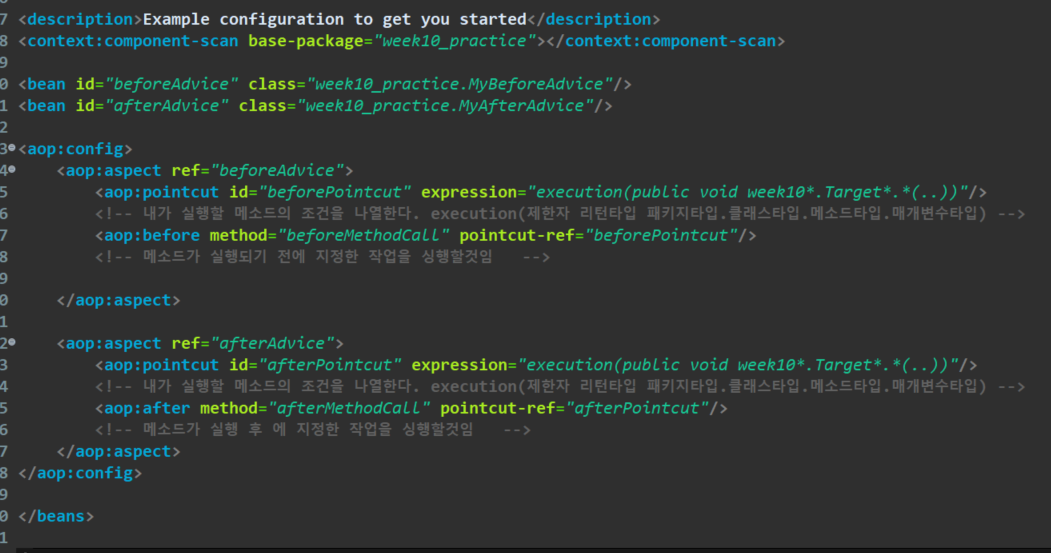 7 <description>Example configuration to get you started</description>
8 <context:component-scan base-package="week10_practice"></context:component-scan>
9
0 <bean id="beforeAdvice" class="week10_practice.MyBeforeAdvice"/>
1 <bean id="afterAdvice" class="week10_practice.MyAfterAdvice"/>
2
3 <aop:config>
4 <aop:aspect ref="beforeAdvice">
5 <aop:pointcut id="beforePointcut" expression="execution(public void week10*.Target*.*(..))"/>
6 <!-- 내가 실행할 메소드의 조건을 나열한다. execution(제한자 리턴타입 패키지타입.클래스타입.메소드타입.매개변수타입) -->
7 <aop:before method="beforeMethodCall" pointcut-ref="beforePointcut"/>
8 <!-- 메소드가 실행되기 전에 지정한 작업을 싱행할것임 -->
9
0 </aop:aspect>
1
2 <aop:aspect ref="afterAdvice">
3 <aop:pointcut id="afterPointcut" expression="execution(public void week10*.Target*.*(..))"/>
4 <!-- 내가 실행할 메소드의 조건을 나열한다. execution(제한자 리턴타입 패키지타입.클래스타입.메소드타입.매개변수타입) -->
5 <aop:after method="afterMethodCall" pointcut-ref="afterPointcut"/>
6 <!-- 메소드가 실행 후 에 지정한 작업을 싱행할것임 -->
7 </aop:aspect>
8 </aop:config>
9
0 </beans>
1